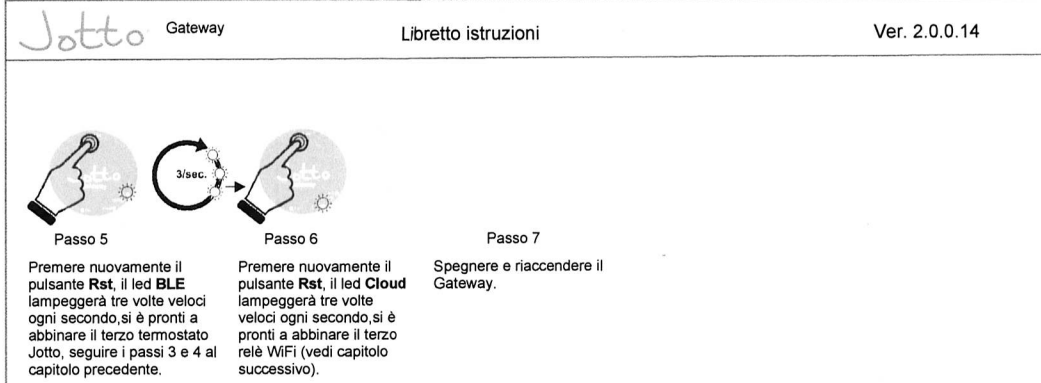 Jotto Gateway Libretto istruzioni Ver. 2.0.0.14
3/sec.
Passo 5
Premere nuovamente il
pulsante Rst, il led BLE
lampeggerà tre volte veloci
ogni secondo,si è pronti a
abbinare il terzo termostato
Jotto, seguire i passi 3 e 4 al
capitolo precedente.
Passo 6
Premere nuovamente il
pulsante Rst, il led Cloud
lampeggerà tre volte
veloci ogni secondo,si è
pronti a abbinare il terzo
relè WiFi (vedi capitolo
successivo).
Passo 7
Spegnere e riaccendere il
Gateway.